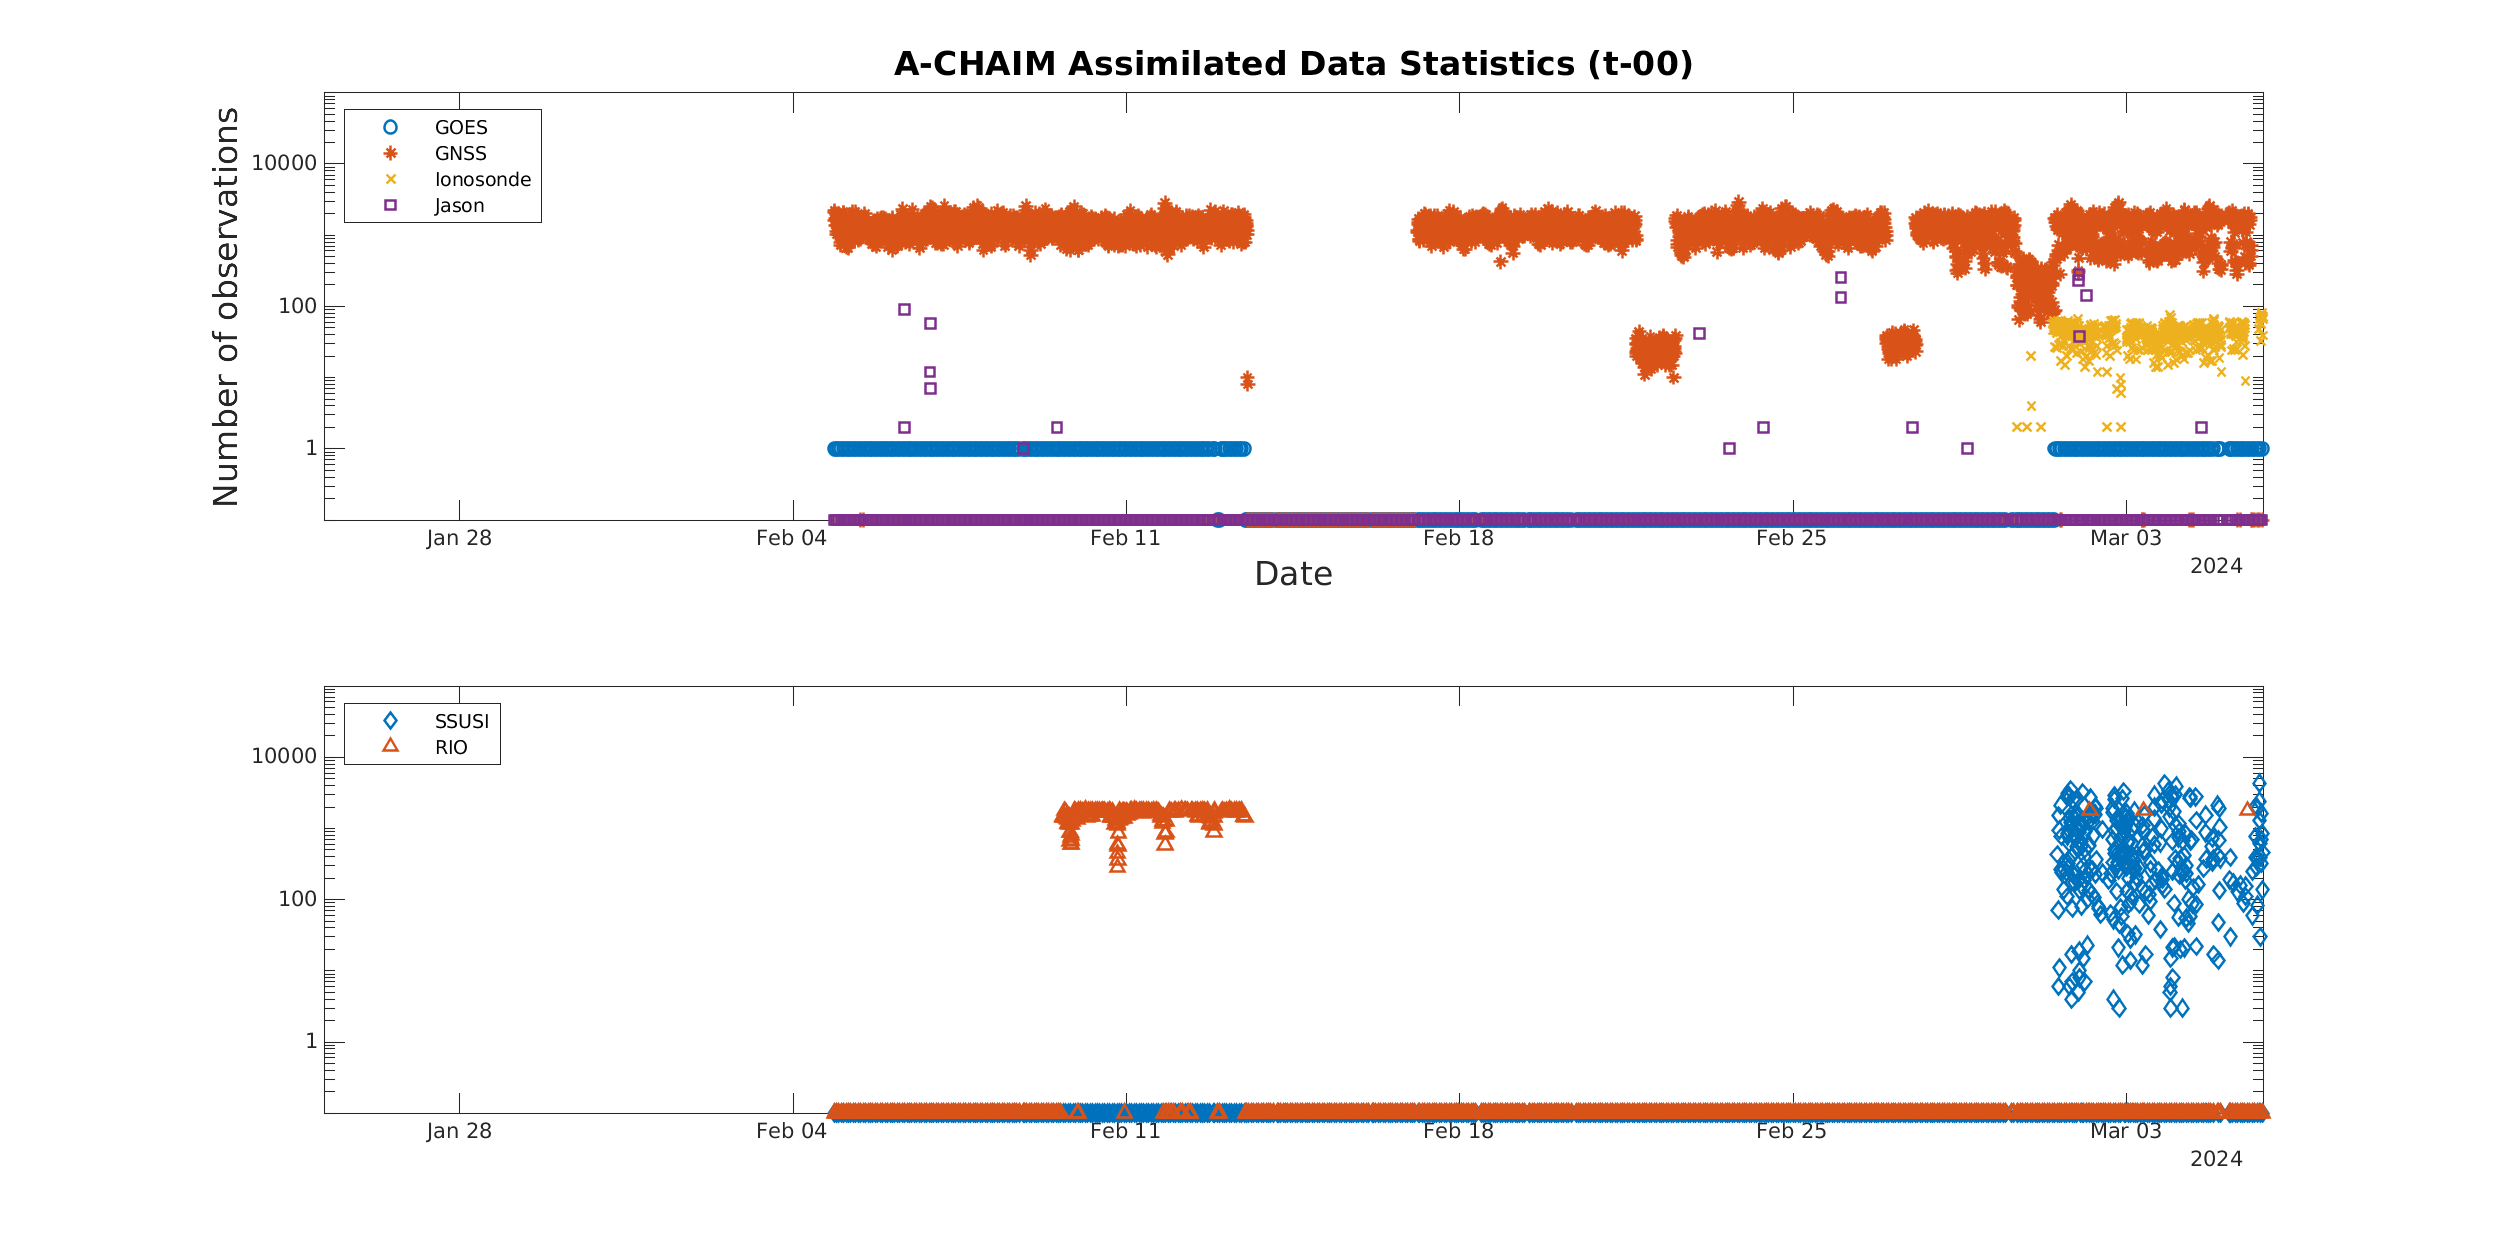 A-CHAIM Assimilated Data Statistics (t-00)
Number of observations
10000
100
1
GOES
GNSS
Ionosonde
Jason
Jan 28
Feb 04
Feb 11
Feb 18
Feb 25
Mar 03
2024
Date
10000
100
1
SSUSI
RIO
Jan 28
Feb 04
Feb 11
Feb 18
Feb 25
Mar 03
2024